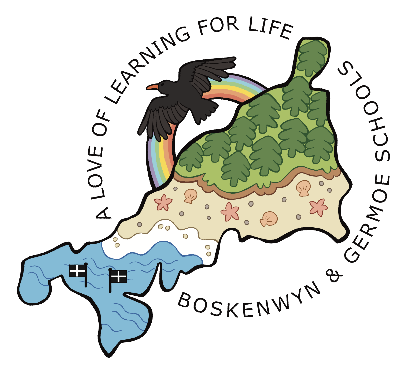 A LOVE OF LEARNING FOR LIFE
BOSKENWYN & GERMOE SCHOOLS